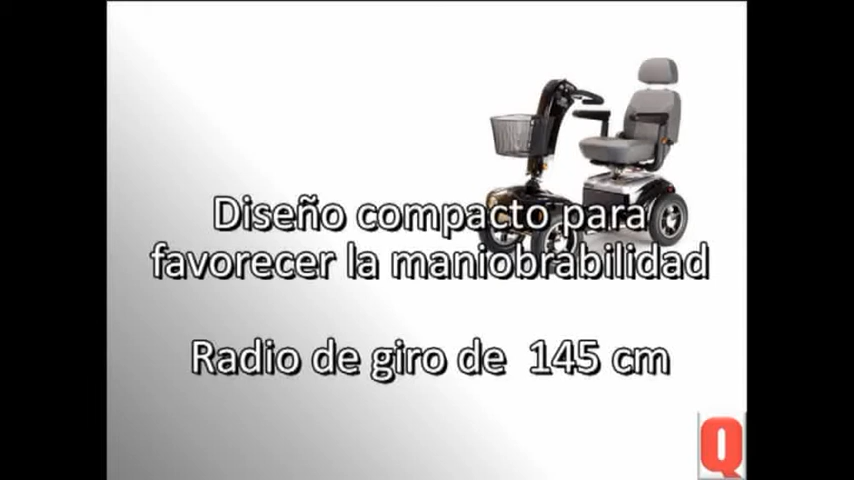 Diseño compacto para
favorecer la maniobrabilidad
Radio de giro de 145 cm
Q